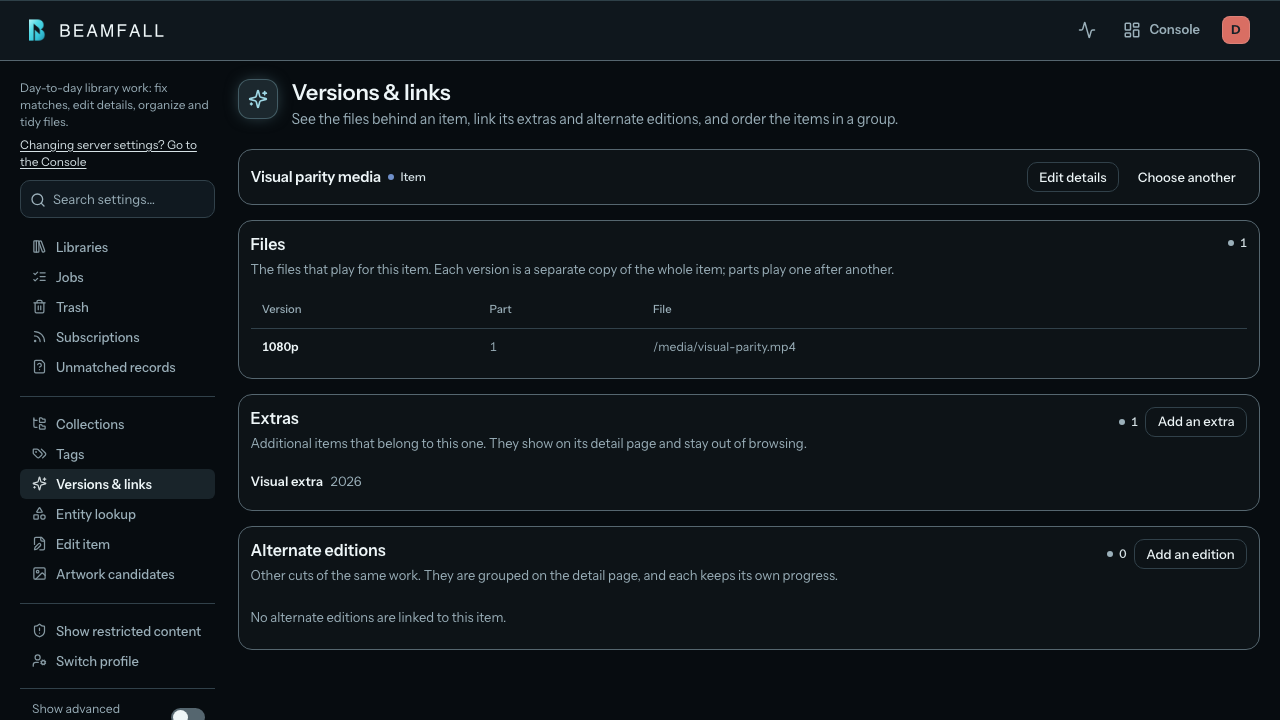 BEAMFALL
Console
D
Day-to-day library work: fix
matches, edit details, organize and
tidy files.
Changing server settings? Go to
the Console
Search settings...
Libraries
Jobs
Trash
Subscriptions
Unmatched records
Collections
Tags
Versions & links
Entity lookup
Edit item
Artwork candidates
Show restricted content
Switch profile
Show advanced
Versions & links
See the files behind an item, link its extras and alternate editions, and order the items in a group.
Visual parity media Item
Edit details Choose another
Files 1
The files that play for this item. Each version is a separate copy of the whole item; parts play one after another.
Version Part File
1080p 1 /media/visual-parity.mp4
Extras 1 Add an extra
Additional items that belong to this one. They show on its detail page and stay out of browsing.
Visual extra 2026
Alternate editions 0 Add an edition
Other cuts of the same work. They are grouped on the detail page, and each keeps its own progress.
No alternate editions are linked to this item.